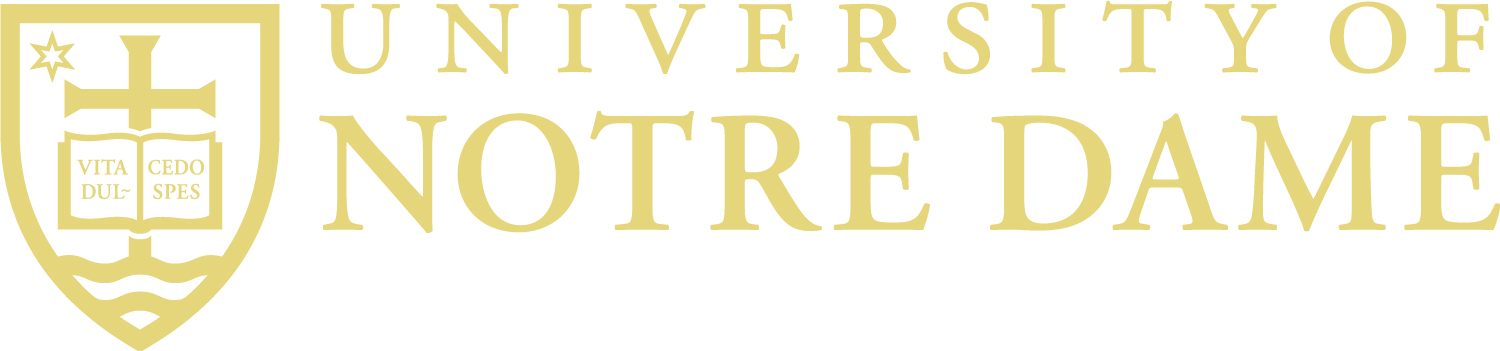 UNIVERSITY OF
NOTRE DAME
VITA CEDO
DUL~ SPES